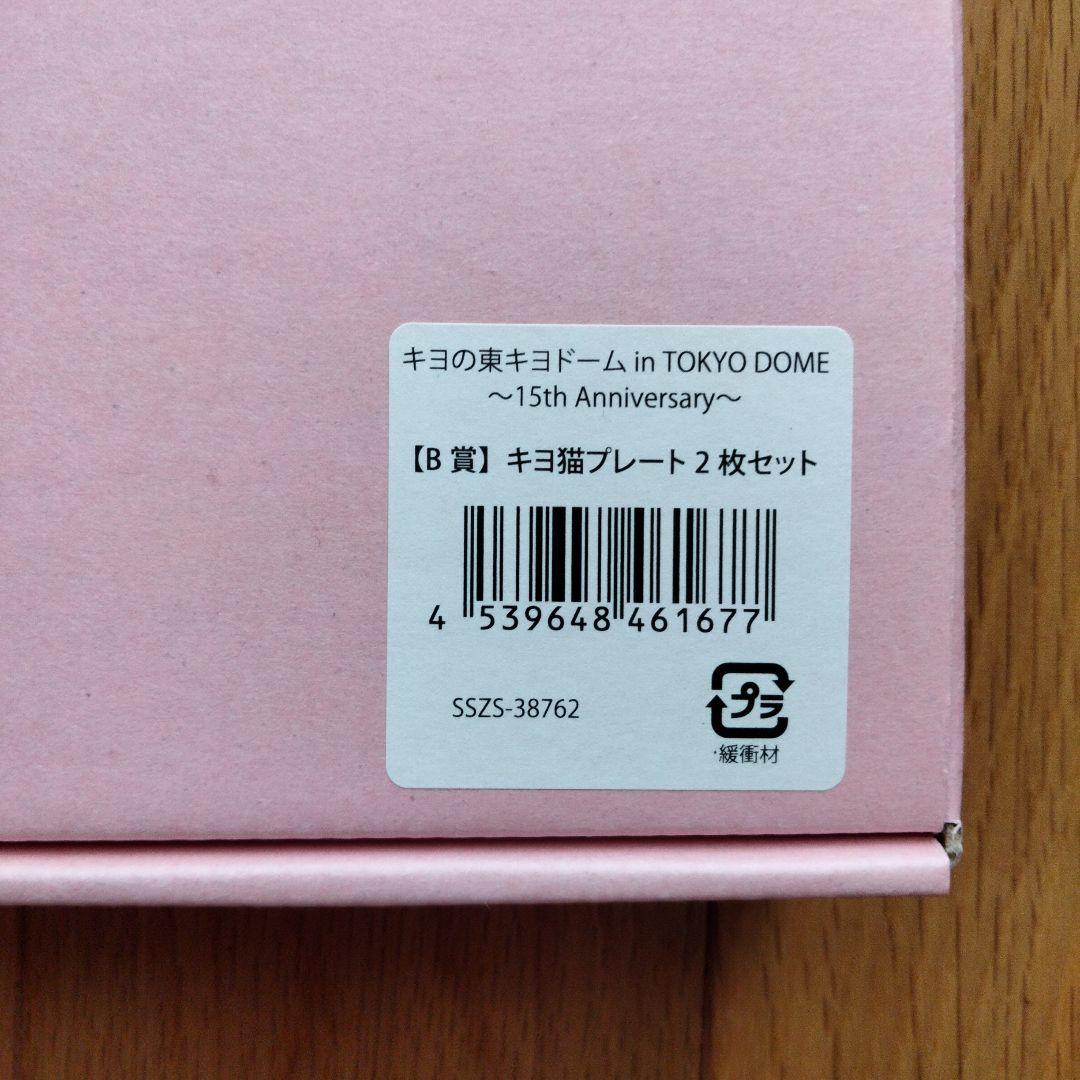 キヨの東キヨドーム in TOKYO DOME
～15th Anniversary～
【B 賞】キヨ猫プレート 2 枚セット
4 539648 461677
SSZS-38762
プラ
・緩衝材